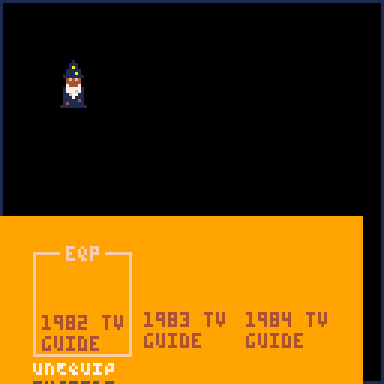 EQP
1982 TV GUIDE
1983 TV GUIDE
1984 TV GUIDE
UNEQUIP